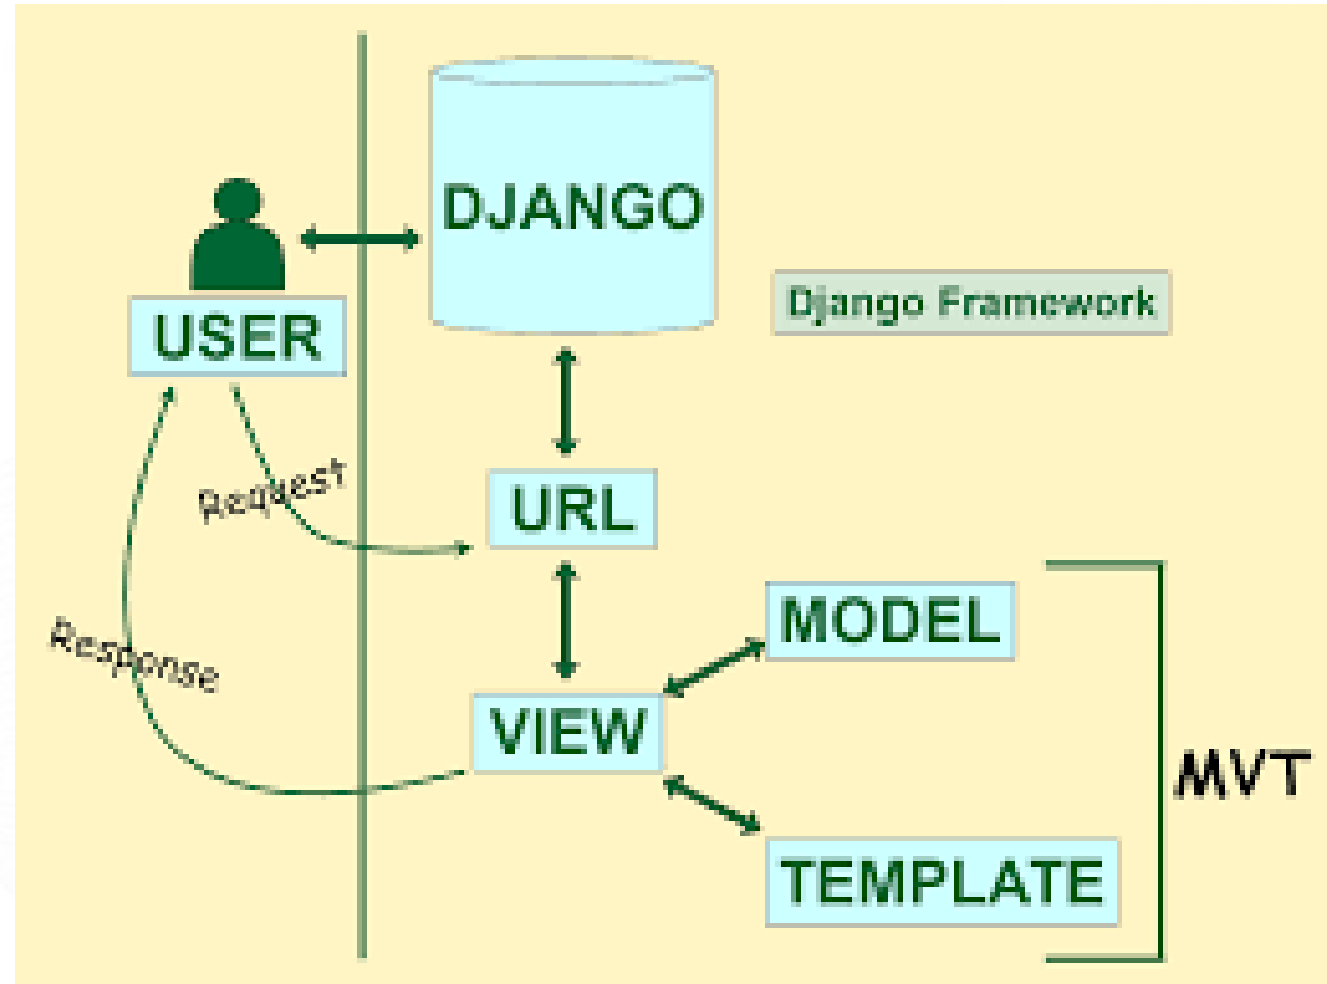 DJANGO
Django Framework
USER
Request
URL
Response
MODEL
VIEW
MVT
TEMPLATE